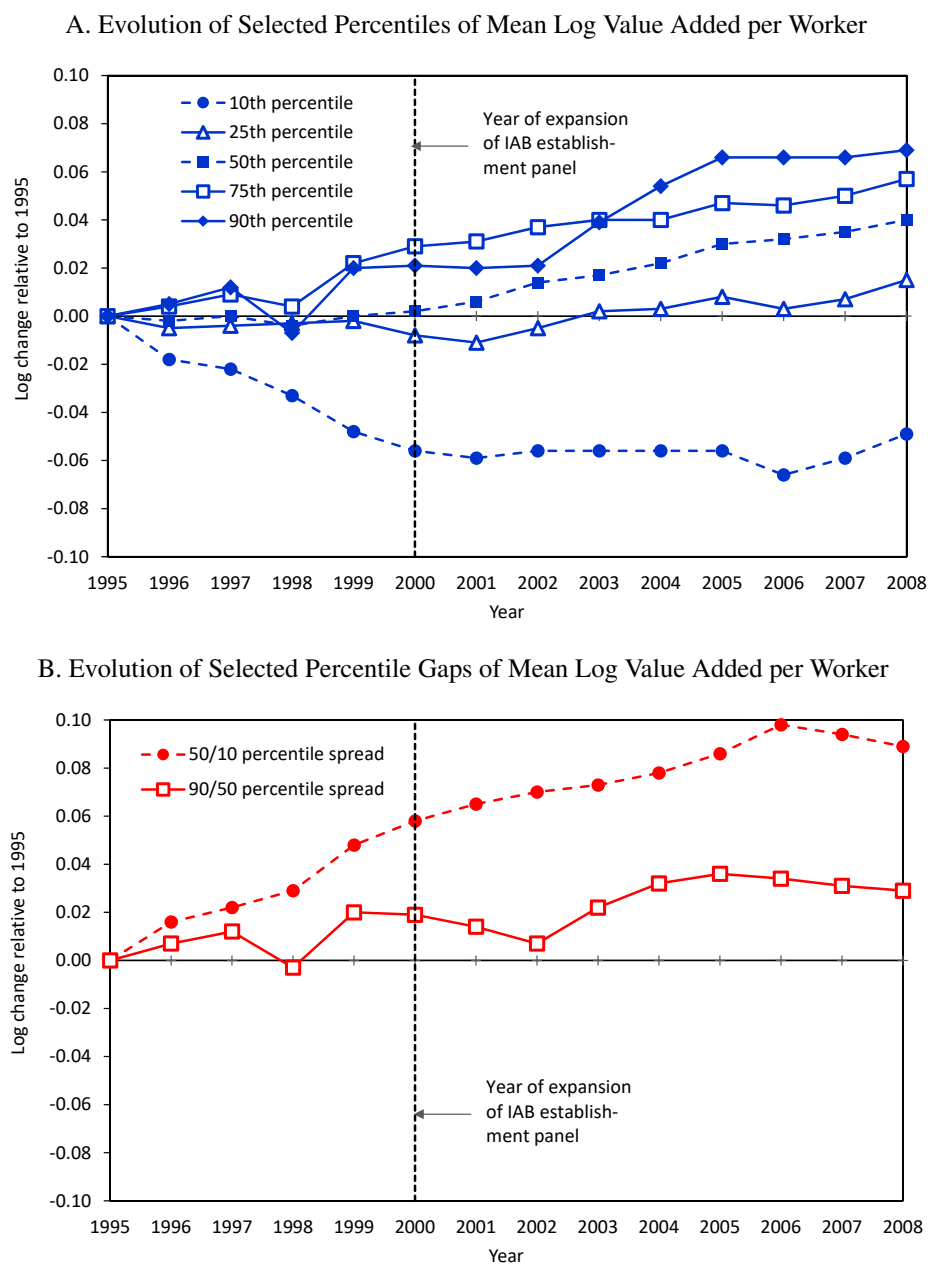 A. Evolution of Selected Percentiles of Mean Log Value Added per Worker
0.10
0.08
0.06
0.04
0.02
0.00
-0.02
-0.04
-0.06
-0.08
-0.10
Log change relative to 1995
10th percentile
25th percentile
50th percentile
75th percentile
90th percentile
Year of expansion
of IAB establish-
ment panel
1995 1996 1997 1998 1999 2000 2001 2002 2003 2004 2005 2006 2007 2008
Year
B. Evolution of Selected Percentile Gaps of Mean Log Value Added per Worker
0.10
0.08
0.06
0.04
0.02
0.00
-0.02
-0.04
-0.06
-0.08
-0.10
Log change relative to 1995
50/10 percentile spread
90/50 percentile spread
Year of expansion
of IAB establish-
ment panel
1995 1996 1997 1998 1999 2000 2001 2002 2003 2004 2005 2006 2007 2008
Year